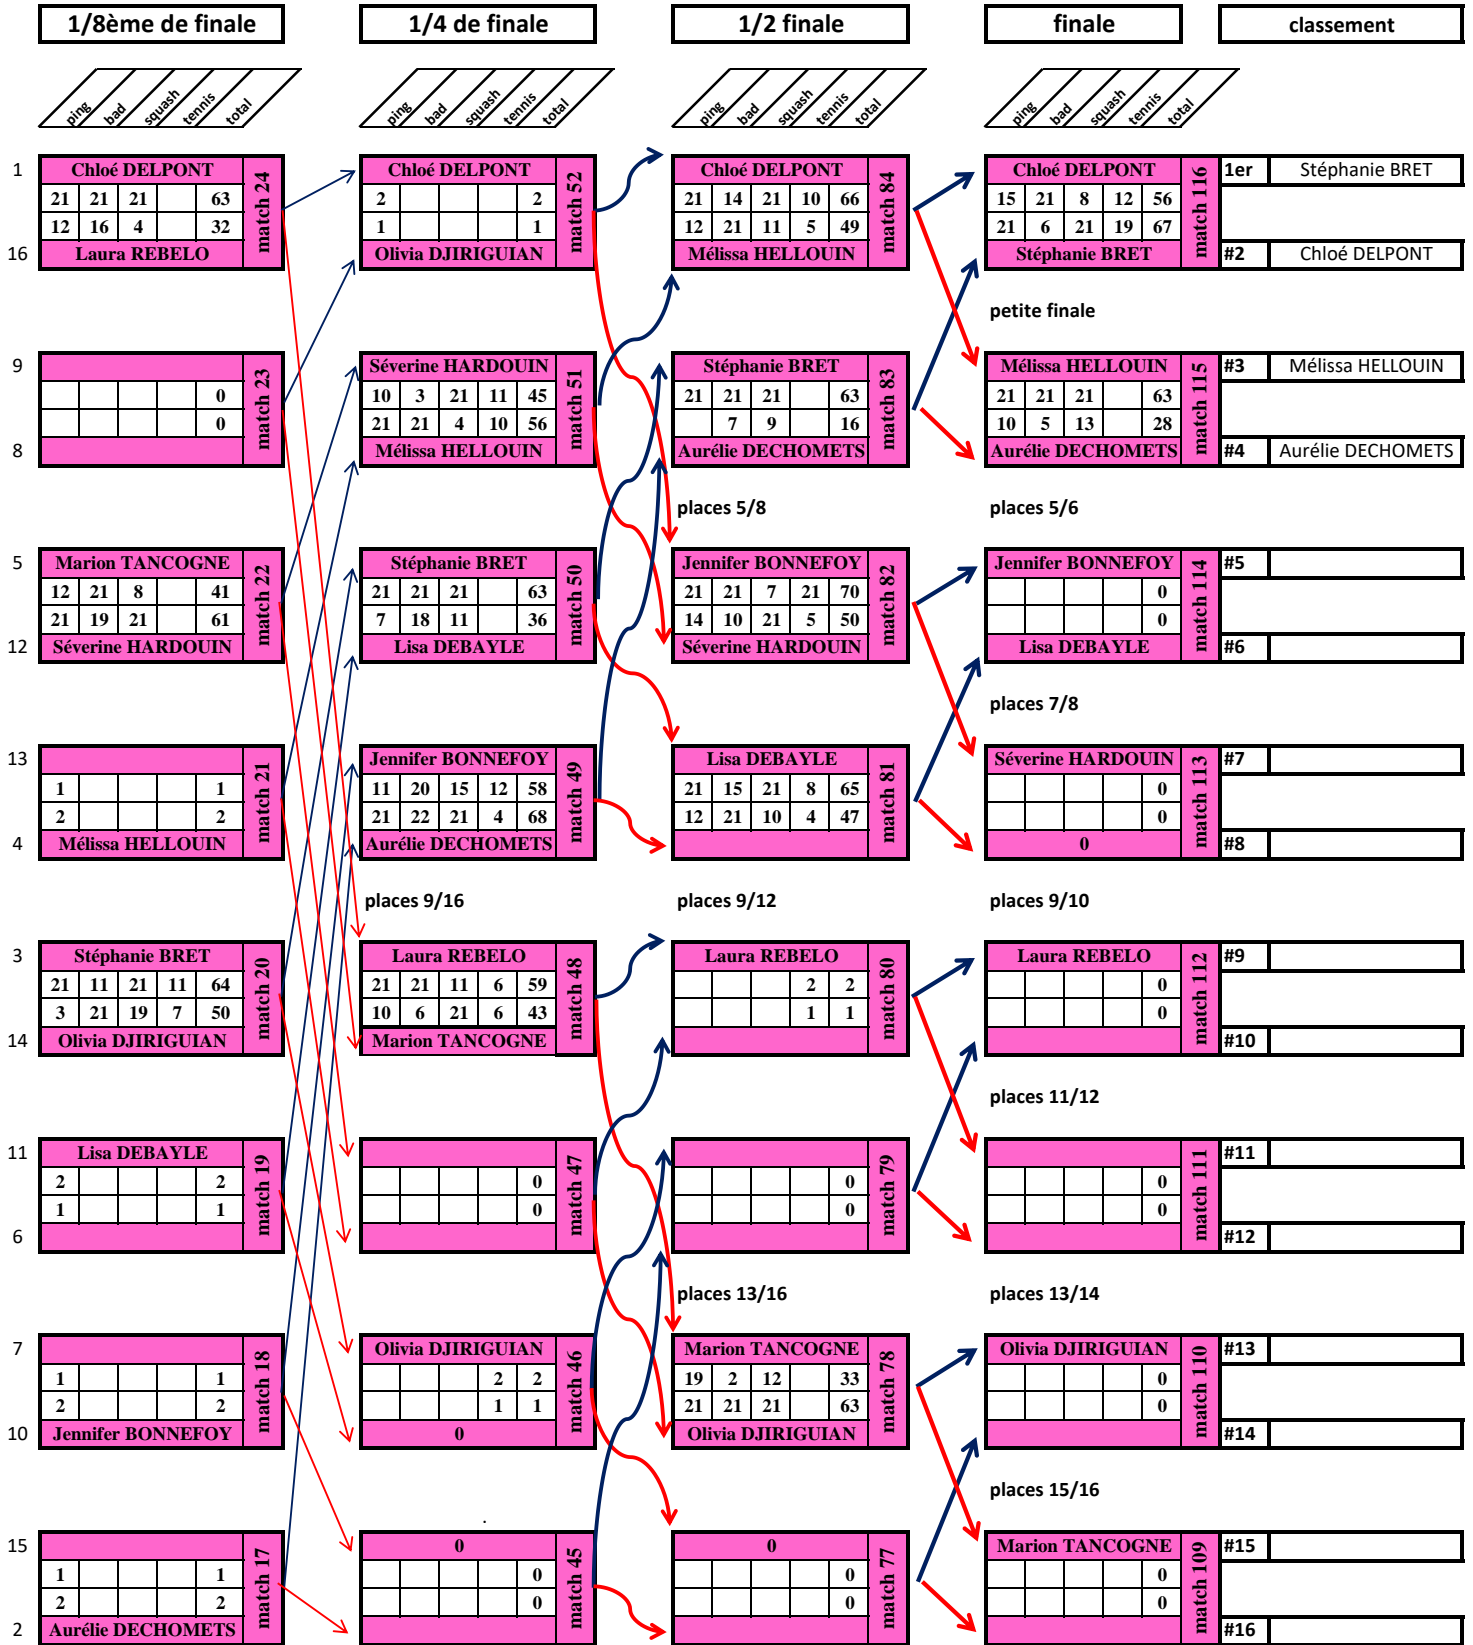 1/8ème de finale 1/4 de finale 1/2 finale finale classement
ping bad squash tennis total ping bad squash tennis total ping bad squash tennis total ping bad squash tennis total
1 Chloé DELPONT Chloé DELPONT Chloé DELPONT Chloé DELPONT 1er Stéphanie BRET
21 21 21 63 match 24 2 2 match 52 21 14 21 10 66 match 84 15 21 8 12 56 match 116
12 16 4 32 1 1 12 21 11 5 49 21 6 21 19 67
16 Laura REBELO Olivia DJIRIGUIAN Mélissa HELLOUIN Stéphanie BRET #2 Chloé DELPONT
petite finale
9 Séverine HARDOUIN Stéphanie BRET Mélissa HELLOUIN #3 Mélissa HELLOUIN
0 match 23 10 3 21 11 45 match 51 21 21 21 63 match 83 21 21 21 63 match 115
0 21 21 4 10 56 7 9 16 10 5 13 28
8 Mélissa HELLOUIN Aurélie DECHOMETS Aurélie DECHOMETS #4 Aurélie DECHOMETS
places 5/8 places 5/6
5 Marion TANCOGNE Stéphanie BRET Jennifer BONNEFOY Jennifer BONNEFOY #5
12 21 8 41 match 22 21 21 21 63 match 50 21 21 7 21 70 match 82 0 match 114
21 19 21 61 7 18 11 36 14 10 21 5 50 0
12 Séverine HARDOUIN Lisa DEBAYLE Séverine HARDOUIN Lisa DEBAYLE #6
places 7/8
13 Jennifer BONNEFOY Lisa DEBAYLE Séverine HARDOUIN #7
1 1 match 21 11 20 15 12 58 match 49 21 15 21 8 65 match 81 0 match 113
2 2 21 22 21 4 68 12 21 10 4 47 0
4 Mélissa HELLOUIN Aurélie DECHOMETS 0 #8
places 9/16 places 9/12 places 9/10
3 Stéphanie BRET Laura REBELO Laura REBELO Laura REBELO #9
21 11 21 11 64 match 20 21 21 11 6 59 match 48 2 2 match 80 0 match 112
3 21 19 7 50 10 6 21 6 43 1 1 0
14 Olivia DJIRIGUIAN Marion TANCOGNE #10
places 11/12
11 Lisa DEBAYLE #11
2 2 match 19 0 match 47 0 match 79 0 match 111
1 1 0 0 0
6 #12
places 13/16 places 13/14
7 Olivia DJIRIGUIAN Marion TANCOGNE Olivia DJIRIGUIAN #13
1 1 match 18 2 2 match 46 19 2 12 33 match 78 0 match 110
2 2 1 1 21 21 21 63 0
10 Jennifer BONNEFOY 0 Olivia DJIRIGUIAN #14
places 15/16
.
15 0 0 Marion TANCOGNE #15
1 1 match 17 0 match 45 0 match 77 0 match 109
2 2 0 0 0
2 Aurélie DECHOMETS #16